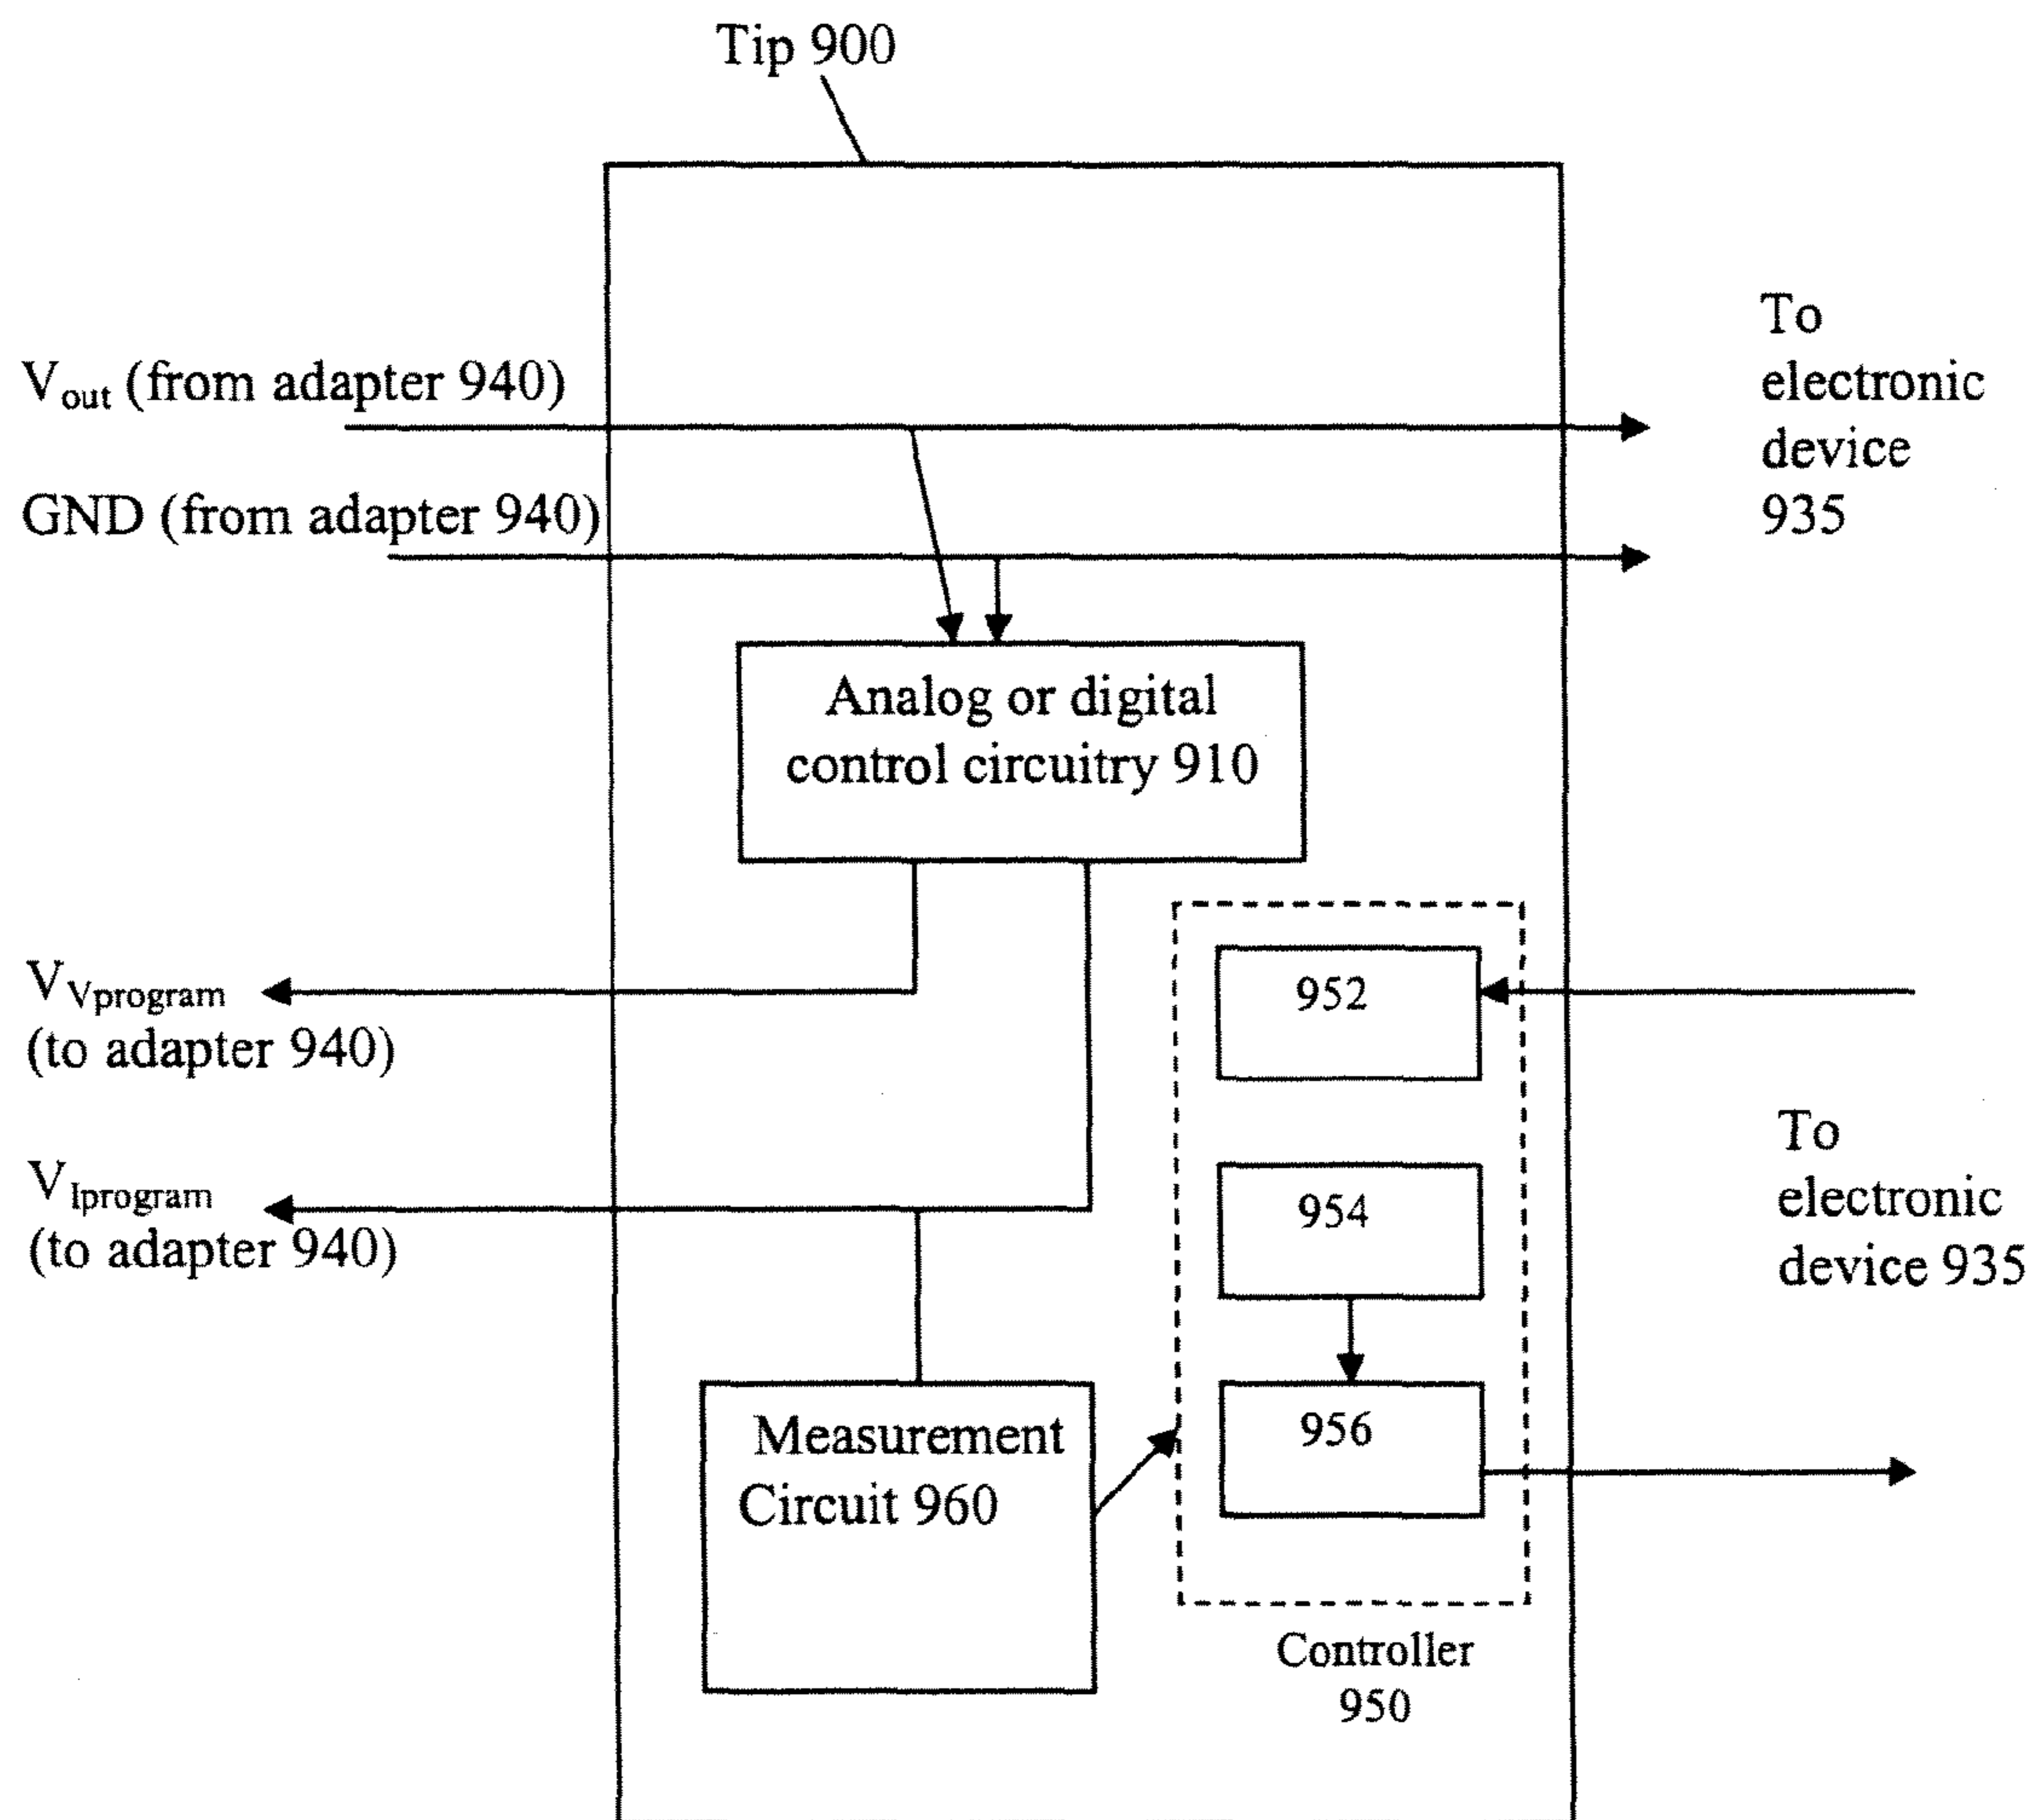 Tip 900
To
electronic
device
935
Vout (from adapter 940)
GND (from adapter 940)
Analog or digital
control circuitry 910
VVprogram
(to adapter 940)
952
To
electronic
device 935
VIprogram
(to adapter 940)
954
956
Measurement
Circuit 960
Controller
950